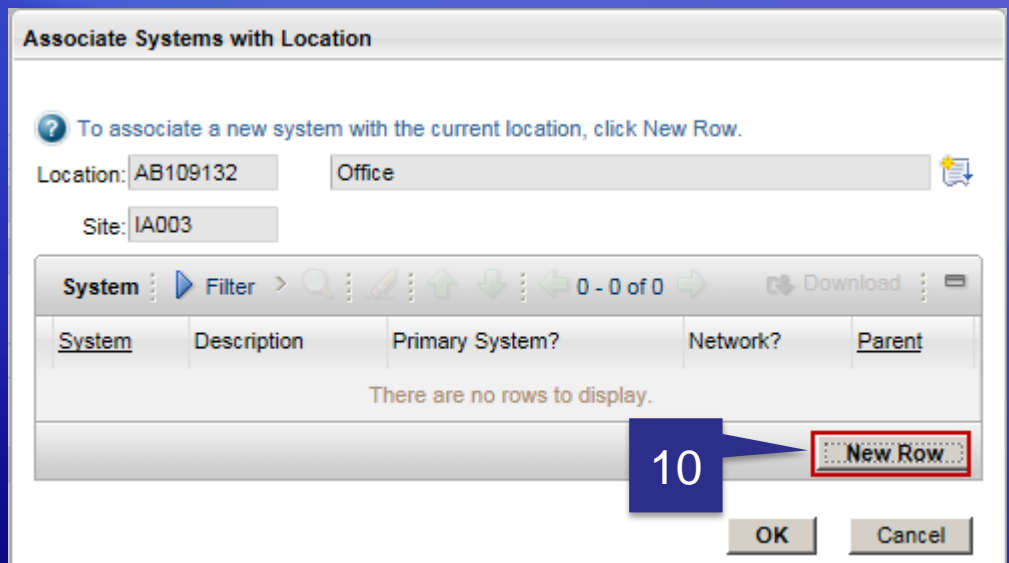 Associate Systems with Location
To associate a new system with the current location, click New Row.
Location: AB109132 Office
Site: IA003
System Filter > 0 - 0 of 0 Download
System Description Primary System? Network? Parent
There are no rows to display.
10 New Row
OK Cancel